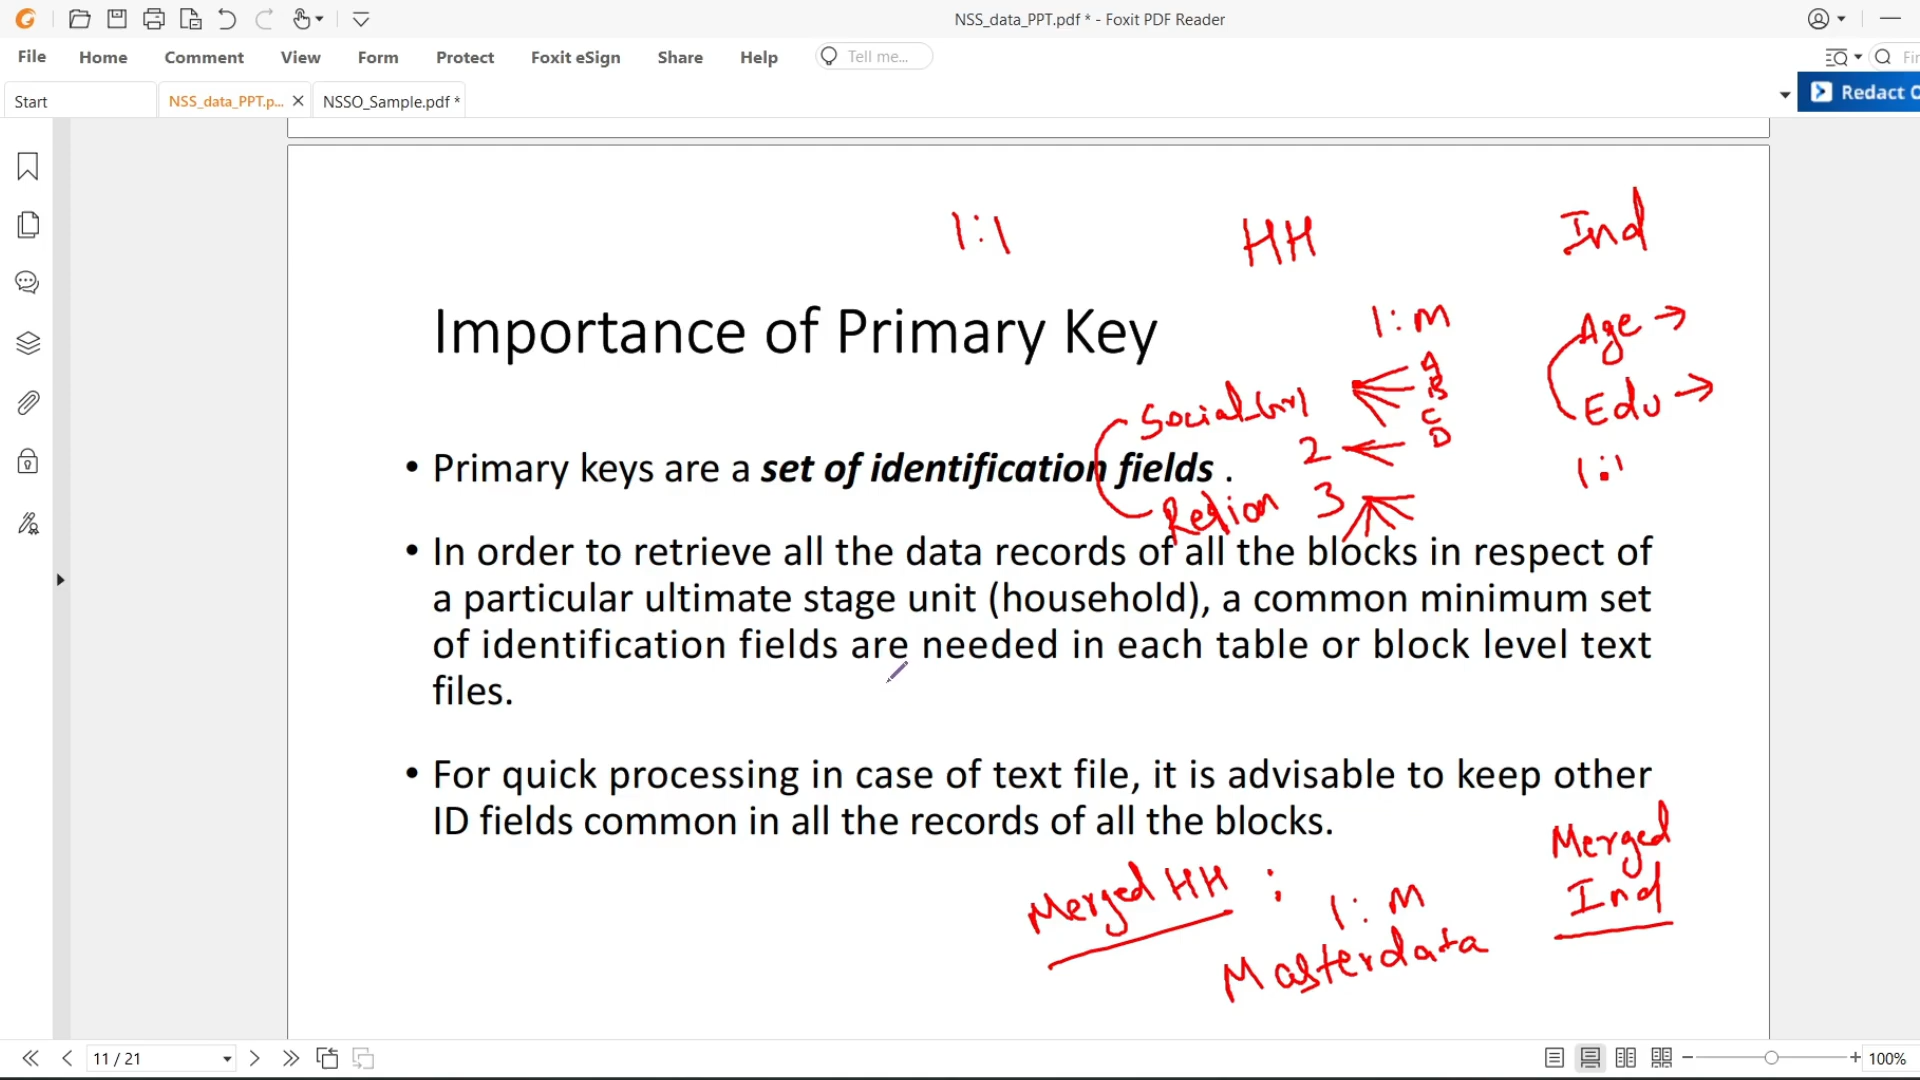 NSS_data_PPT.pdf * - Foxit PDF Reader
File Home Comment View Form Protect Foxit eSign Share Help Tell me...
Start NSS_data_PPT.p... NSSO_Sample.pdf * Redact
1:1 HH Ind
Importance of Primary Key
1:M
Age →
A
B
C
D
Edu →
Social
2
1:1
• Primary keys are a set of identification fields .
3
• In order to retrieve all the data records of all the blocks in respect of
a particular ultimate stage unit (household), a common minimum set
of identification fields are needed in each table or block level text
files.
• For quick processing in case of text file, it is advisable to keep other
ID fields common in all the records of all the blocks.
Merged HH : 1:M
Masterdata
Merged
Ind
11 / 21 100%